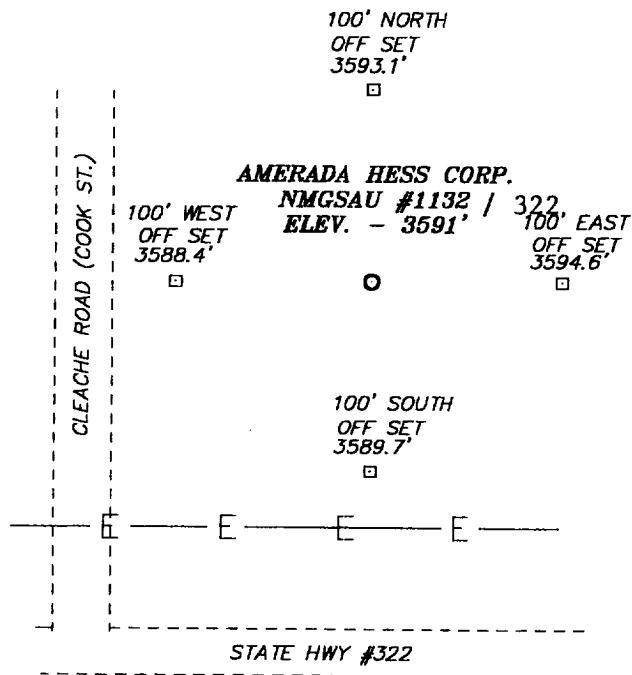 100' NORTH
OFF SET
3593.1'
AMERADA HESS CORP.
NMGSAU #1132 / 322
ELEV. - 3591'
100' WEST
OFF SET
3588.4'
100' EAST
OFF SET
3594.6'
CLEACHE ROAD (COOK ST.)
100' SOUTH
OFF SET
3589.7'
E E E E
STATE HWY #322